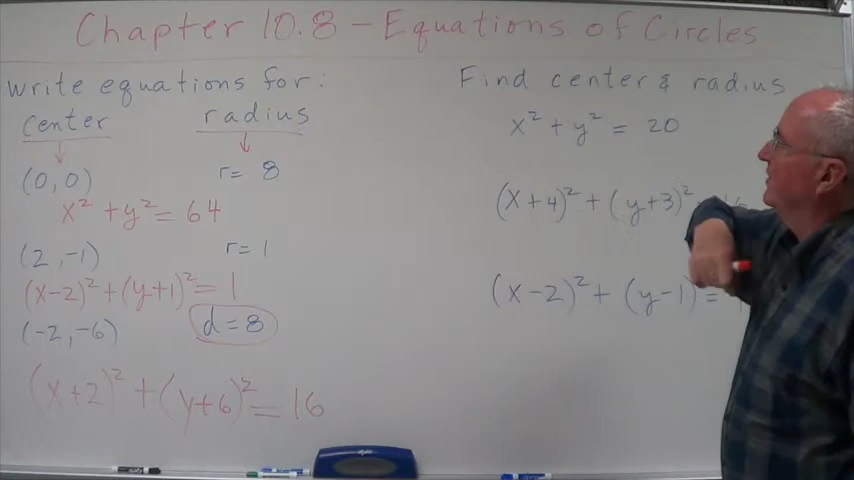 Chapter 10.8 - Equations of Circles
Write equations for:
center radius
(0,0) r= 8
x² + y² = 64
(2,-1) r= 1
(x-2)² + (y+1)² = 1
(-2,-6) d = 8
(x+2)² + (y+6)² = 16
Find center & radius
x² + y² = 20
(x+4)² + (y+3)² = 16
(x-2)² + (y-1)² =